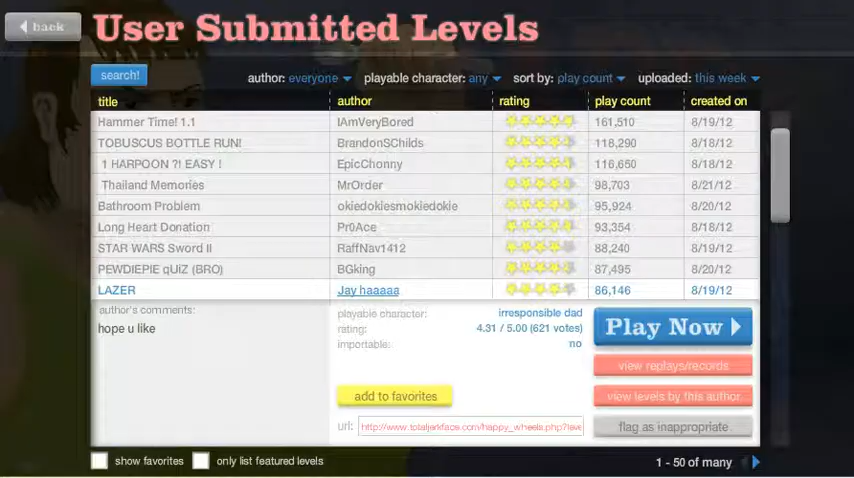 back
User Submitted Levels
search!
author: everyone playable character: any sort by: play count uploaded: this week
title author rating play count created on
Hammer Time! 1.1 IAmVeryBored 161,510 8/19/12
TOBUSCUS BOTTLE RUN! BrandonSChilds 118,290 8/18/12
1 HARPOON ?! EASY ! EpicChonny 116,650 8/18/12
Thailand Memories MrOrder 98,703 8/21/12
Bathroom Problem okiedokiesmokiedokie 95,924 8/20/12
Long Heart Donation Pr0Ace 93,354 8/18/12
STAR WARS Sword II RaffNav1412 88,240 8/19/12
PEWDIEPIE qUiZ (BRO) BGking 87,495 8/20/12
LAZER Jay haaaaa 86,146 8/19/12
author's comments:
hope u like
playable character: irresponsible dad
rating: 4.31 / 5.00 (621 votes)
importable: no
add to favorites
url: http://www.totaljerkface.com/happy_wheels.php?leve
Play Now
view replays/records
view levels by this author
flag as inappropriate
show favorites only list featured levels 1 - 50 of many